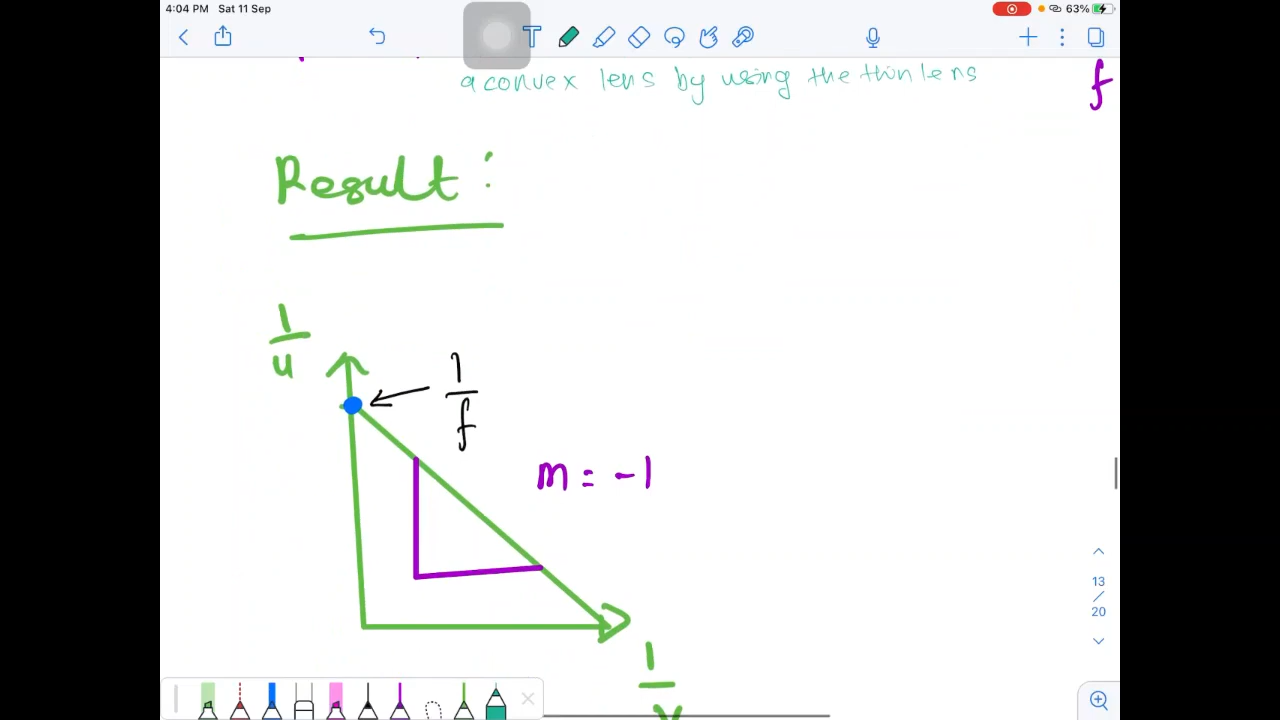 4:04 PM Sat 11 Sep
63%
T
a convex lens by using the thin lens
f
Result:
1
u
1
f
m = -1
13
/
20
1
v